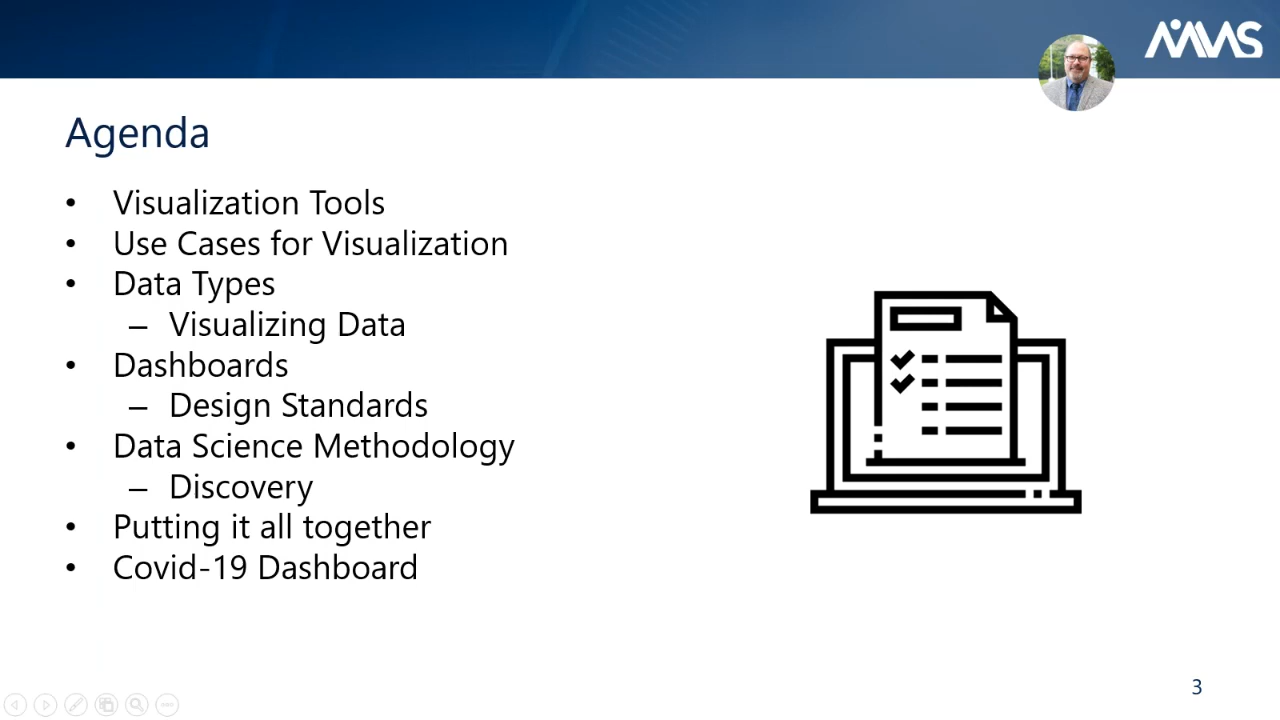 Agenda
• Visualization Tools
• Use Cases for Visualization
• Data Types
– Visualizing Data
• Dashboards
– Design Standards
• Data Science Methodology
– Discovery
• Putting it all together
• Covid-19 Dashboard
3